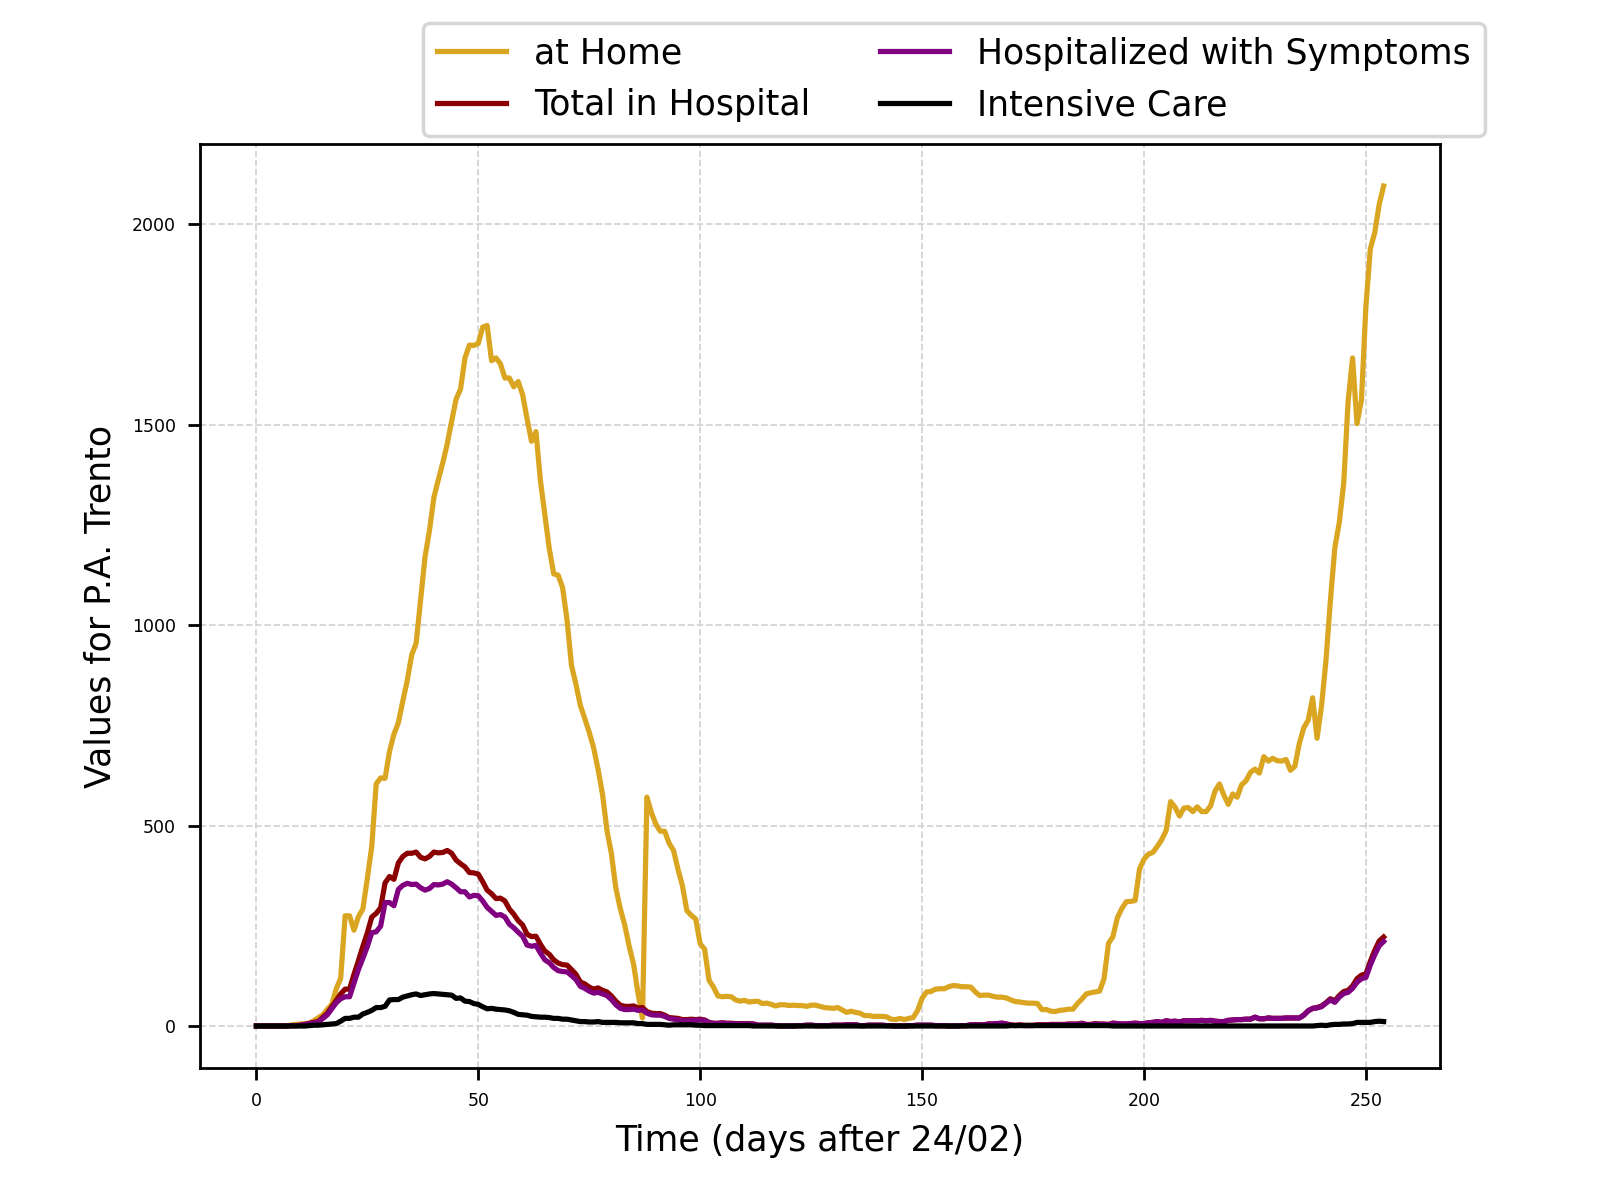 at Home
Total in Hospital
Hospitalized with Symptoms
Intensive Care
Values for P.A. Trento
2000
1500
1000
500
0
0 50 100 150 200 250
Time (days after 24/02)